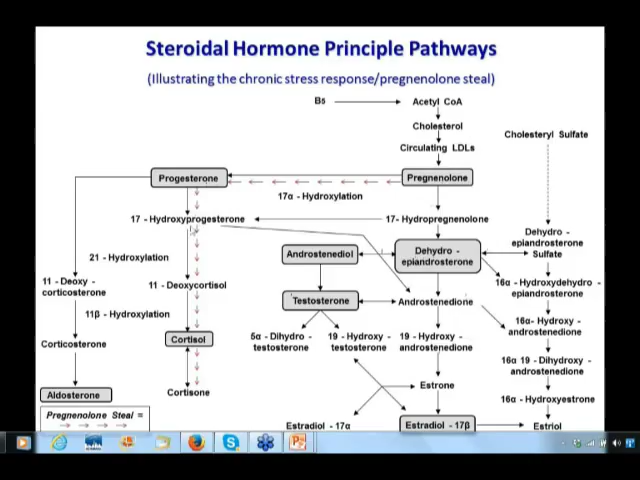 Steroidal Hormone Principle Pathways
(Illustrating the chronic stress response/pregnenolone steal)
B₅
Acetyl CoA
Cholesterol
Cholesteryl Sulfate
Circulating LDLs
Progesterone
Pregnenolone
17α - Hydroxylation
17 - Hydroxyprogesterone
17- Hydropregnenolone
Dehydro -
epiandrosterone
Sulfate
21 - Hydroxylation
Androstenediol
Dehydro -
epiandrosterone
11 - Deoxy -
corticosterone
11 - Deoxycortisol
16α - Hydroxydehydro -
epiandrosterone
Testosterone
Androstenedione
11β - Hydroxylation
16α - Hydroxy -
androstenedione
Corticosterone
Cortisol
5α - Dihydro -
testosterone
19 - Hydroxy -
testosterone
19 - Hydroxy -
androstenedione
16α 19 - Dihydroxy -
androstenedione
Aldosterone
Cortisone
Estrone
16α - Hydroxyestrone
Pregnenolone Steal =
Estradiol - 17α
Estradiol - 17β
Estriol